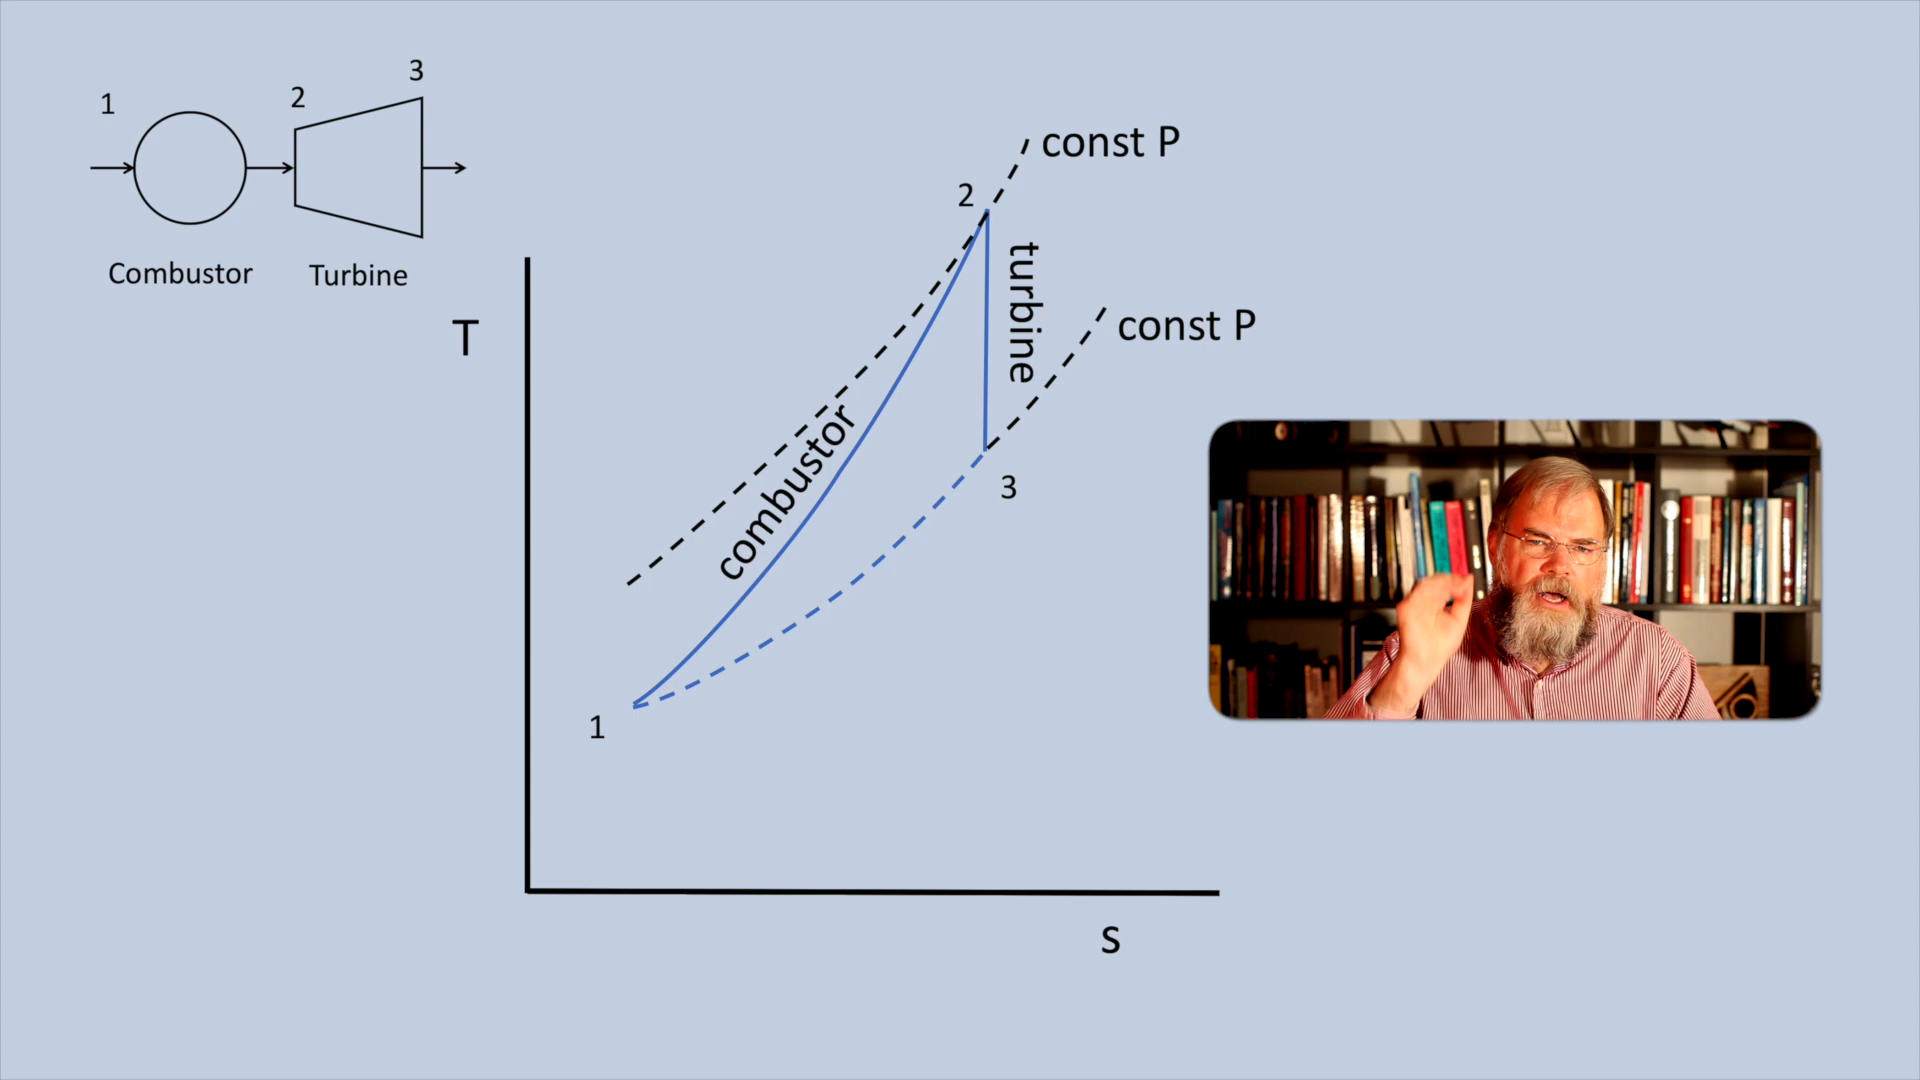 1
2
3
Combustor
Turbine
T
s
const P
const P
2
turbine
combustor
3
1